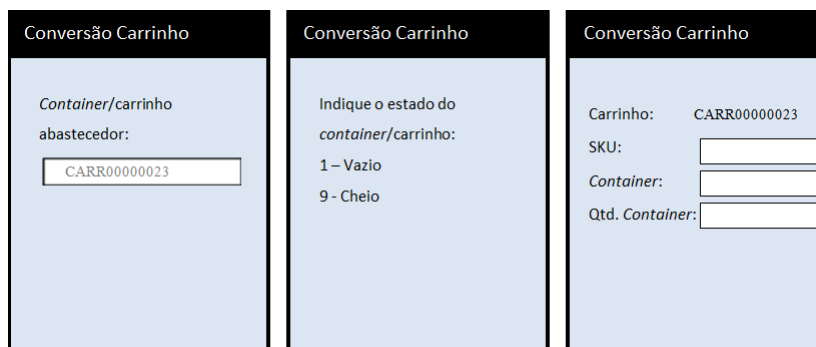 Conversão Carrinho
Container/carrinho
abastecedor:
CARR00000023
Conversão Carrinho
Indique o estado do
container/carrinho:
1 – Vazio
9 - Cheio
Conversão Carrinho
Carrinho: CARR00000023
SKU:
Container:
Qtd. Container: